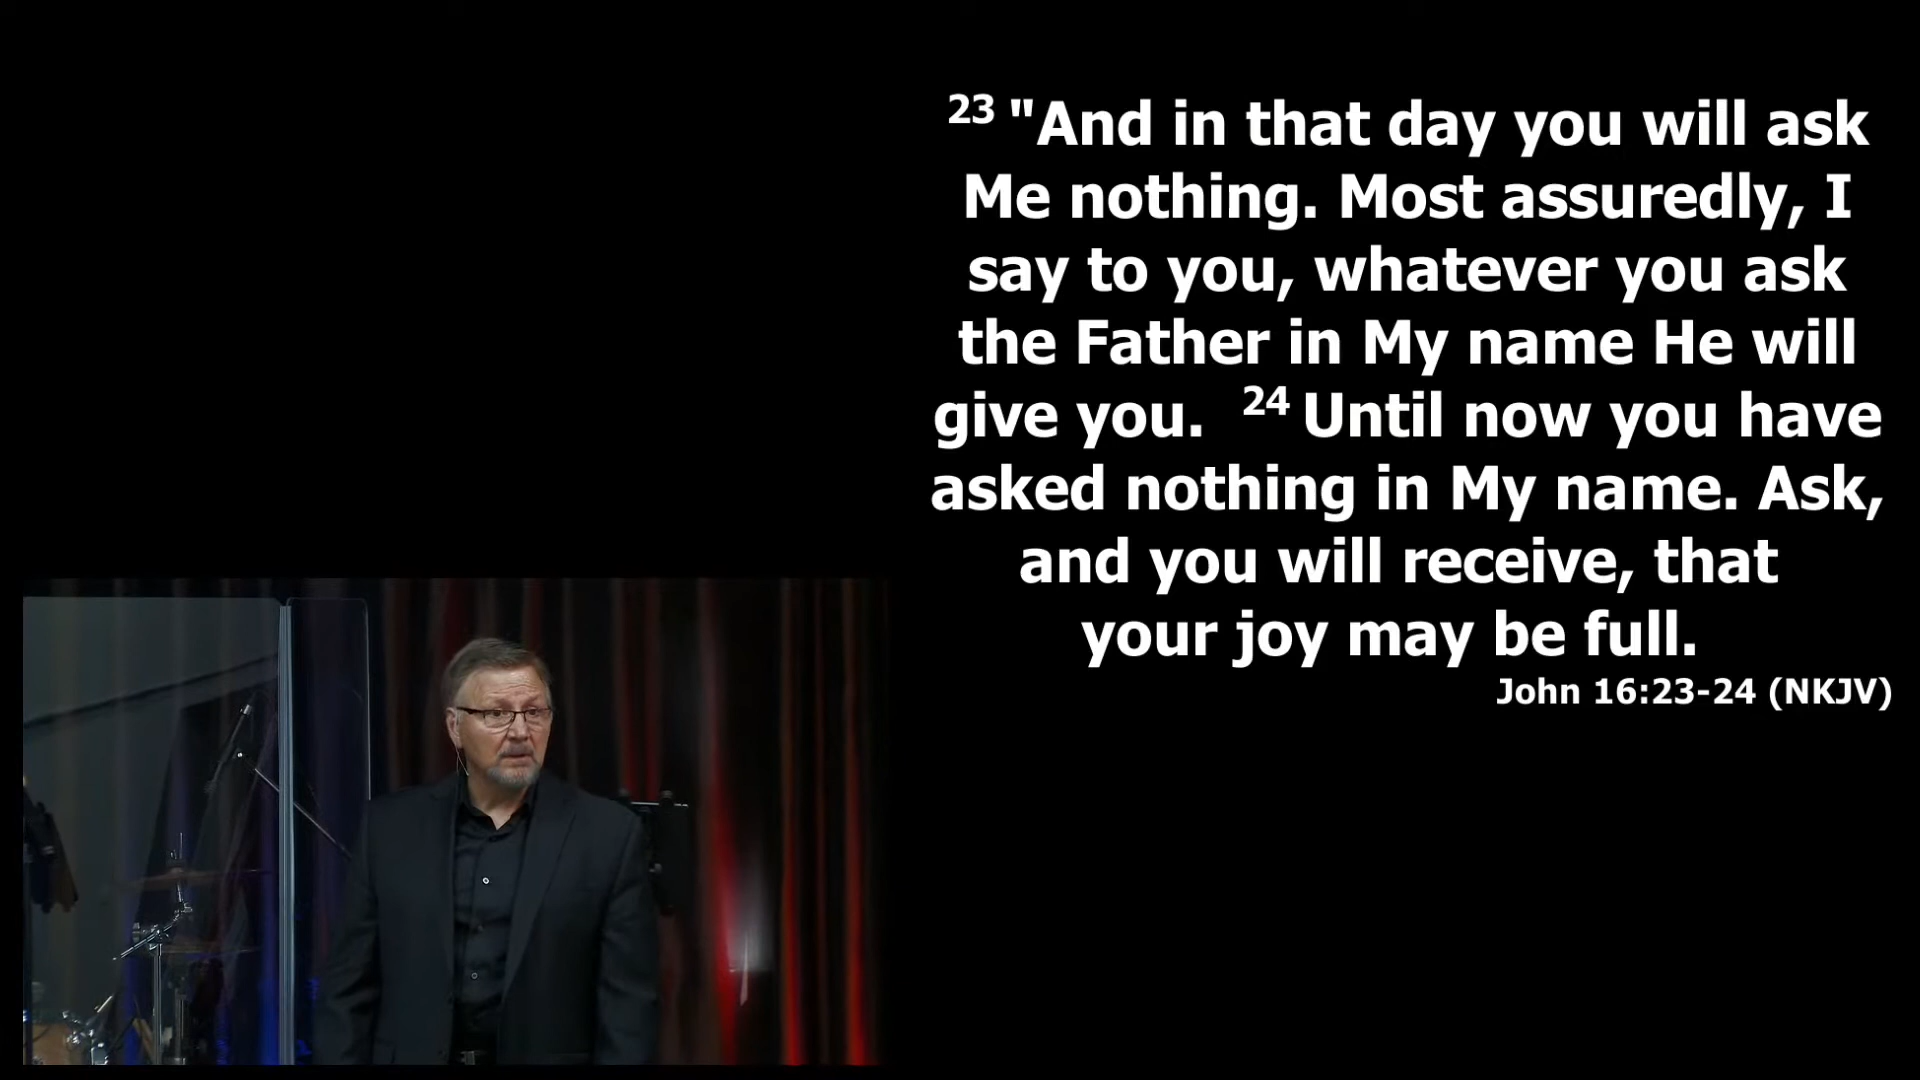 23 "And in that day you will ask
Me nothing. Most assuredly, I
say to you, whatever you ask
the Father in My name He will
give you. 24 Until now you have
asked nothing in My name. Ask,
and you will receive, that
your joy may be full.
John 16:23-24 (NKJV)